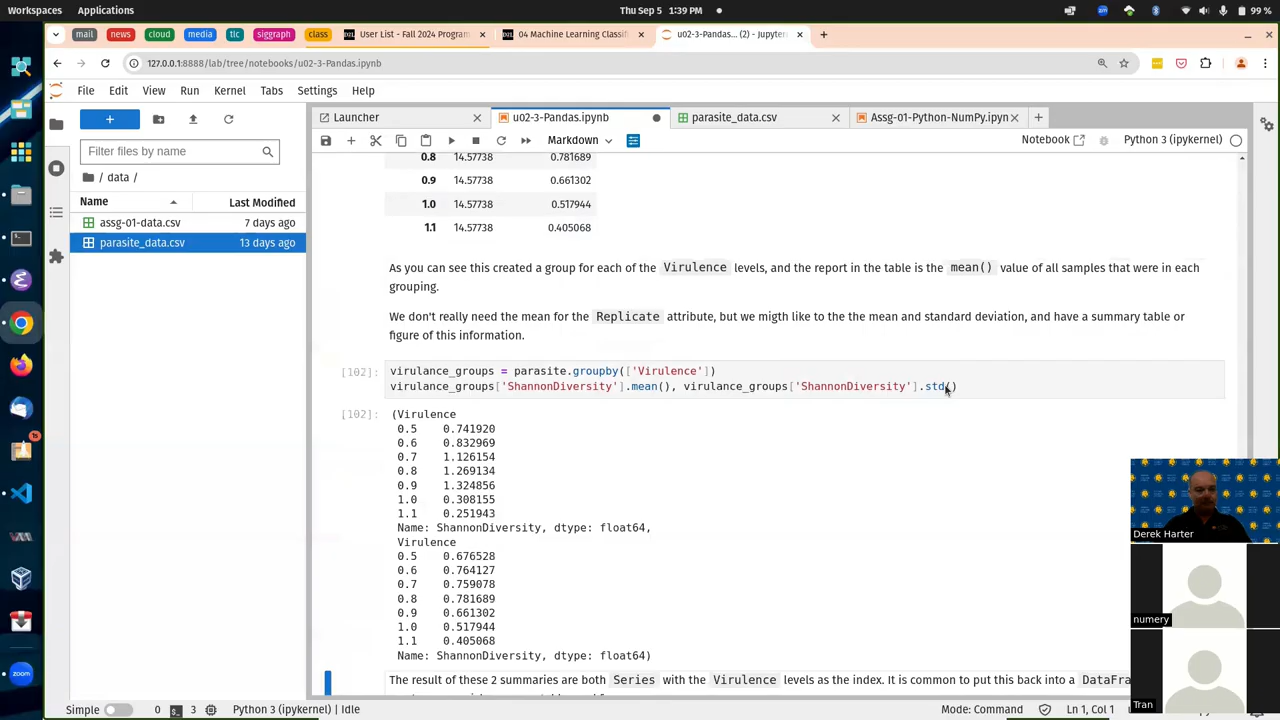 Workspaces Applications Thu Sep 5 1:39 PM 99 %
mail news cloud media tlc siggraph class User List - Fall 2024 Program 04 Machine Learning Classifi u02-3-Pandas... (2) - Jupyter
127.0.0.1:8888/lab/tree/notebooks/u02-3-Pandas.ipynb
File Edit View Run Kernel Tabs Settings Help
Launcher u02-3-Pandas.ipynb parasite_data.csv Assg-01-Python-NumPy.ipyn
Markdown Notebook Python 3 (ipykernel)
Filter files by name
/ data /
Name Last Modified
assg-01-data.csv 7 days ago
parasite_data.csv 13 days ago
0.8 14.57738 0.781689
0.9 14.57738 0.661302
1.0 14.57738 0.517944
1.1 14.57738 0.405068
As you can see this created a group for each of the Virulence levels, and the report in the table is the mean() value of all samples that were in each
grouping.
We don't really need the mean for the Replicate attribute, but we migth like to the the mean and standard deviation, and have a summary table or
figure of this information.
[102]: virulance_groups = parasite.groupby(['Virulence'])
virulance_groups['ShannonDiversity'].mean(), virulance_groups['ShannonDiversity'].std()
[102]: (Virulence
0.5 0.741920
0.6 0.832969
0.7 1.126154
0.8 1.269134
0.9 1.324856
1.0 0.308155
1.1 0.251943
Name: ShannonDiversity, dtype: float64,
Virulence
0.5 0.676528
0.6 0.764127
0.7 0.759078
0.8 0.781689
0.9 0.661302
1.0 0.517944
1.1 0.405068
Name: ShannonDiversity, dtype: float64)
The result of these 2 summaries are both Series with the Virulence levels as the index. It is common to put this back into a DataFra
Derek Harter
numery
Tran
15
zoom
Simple 0 3 Python 3 (ipykernel) | Idle Mode: Command Ln 1, Col 1